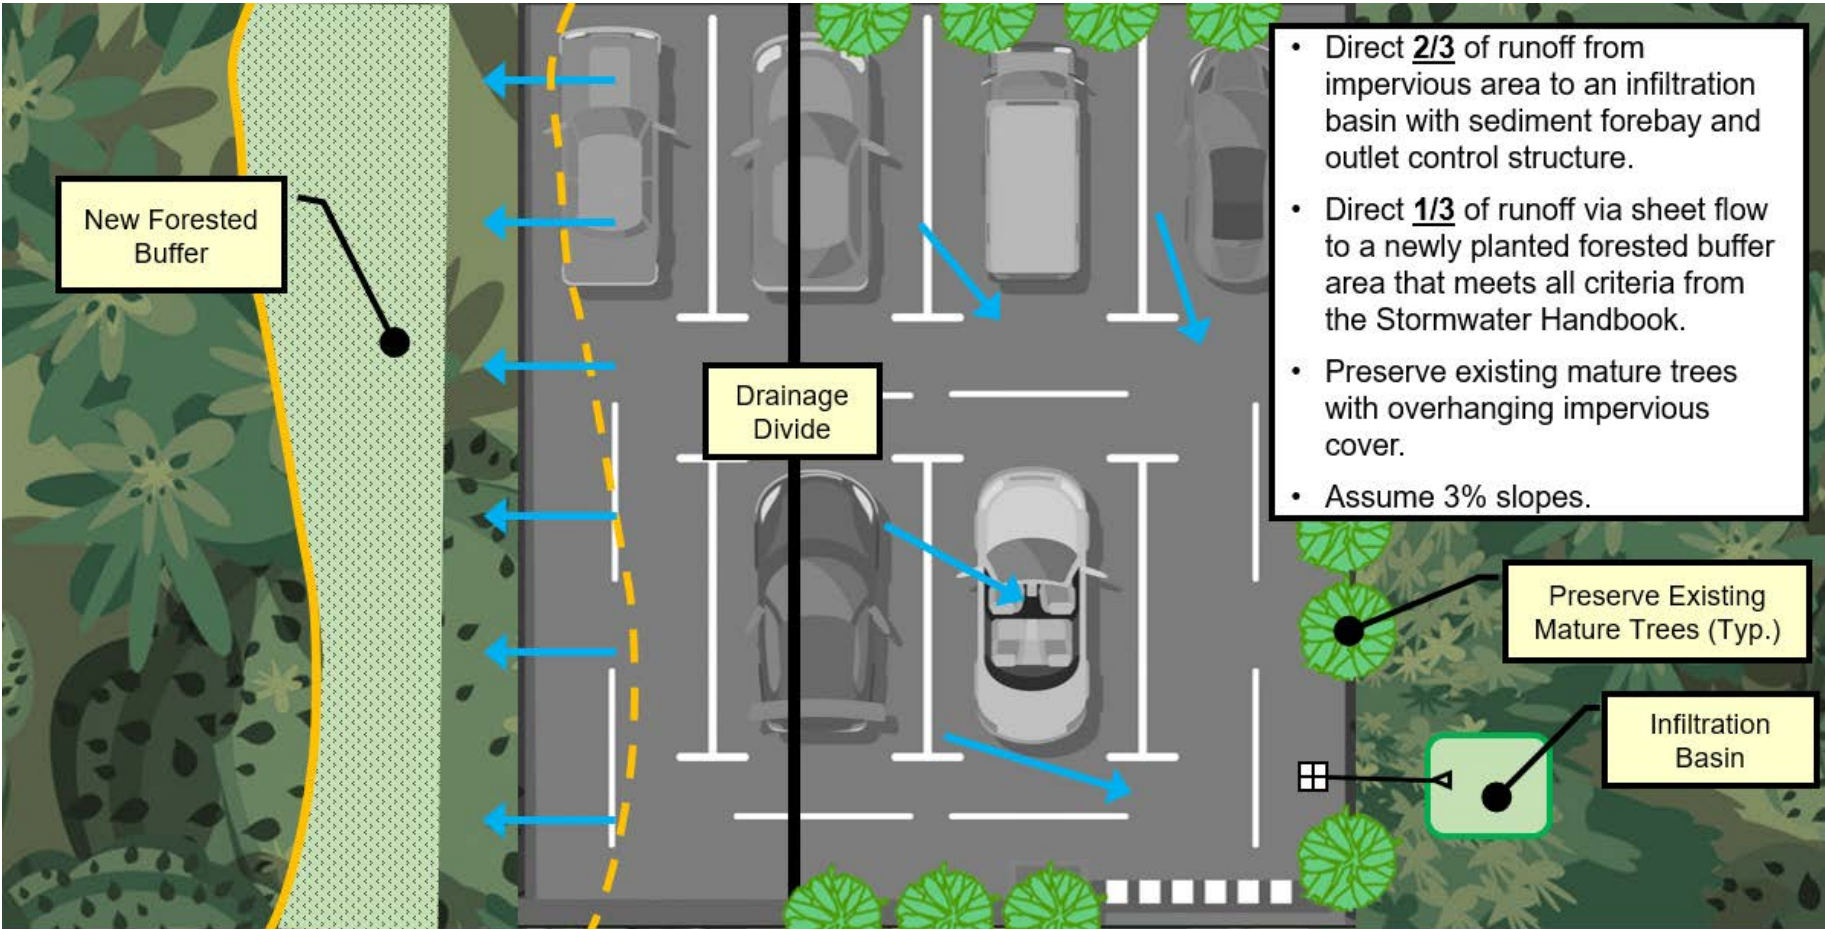 • Direct 2/3 of runoff from
impervious area to an infiltration
basin with sediment forebay and
outlet control structure.
• Direct 1/3 of runoff via sheet flow
to a newly planted forested buffer
area that meets all criteria from
the Stormwater Handbook.
• Preserve existing mature trees
with overhanging impervious
cover.
• Assume 3% slopes.
New Forested
Buffer
Drainage
Divide
Preserve Existing
Mature Trees (Typ.)
Infiltration
Basin